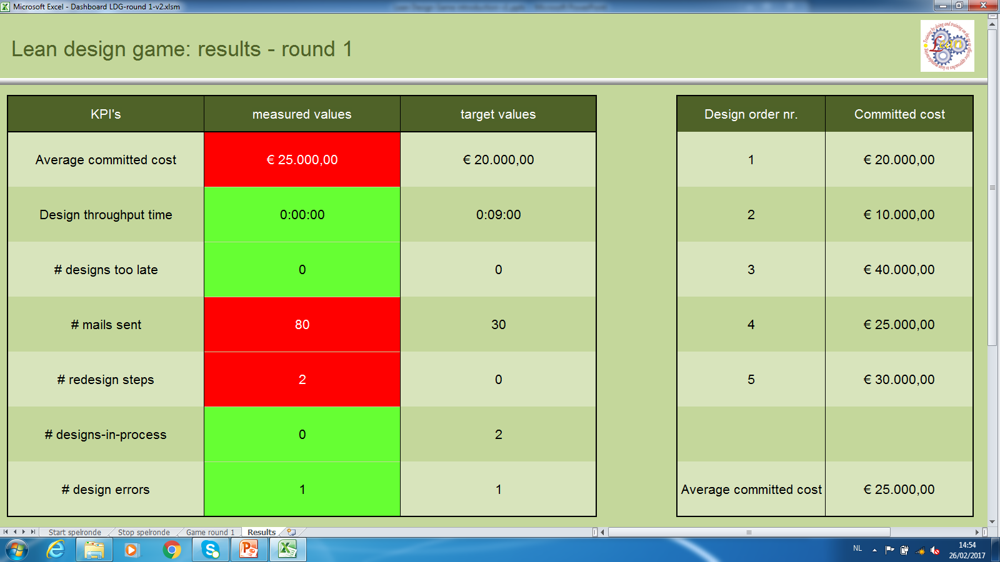 Microsoft Excel - Dashboard LDG-round 1-v2.xlsm
Lean design game: results - round 1
Lean
KPI's measured values target values
Average committed cost € 25.000,00 € 20.000,00
Design throughput time 0:00:00 0:09:00
# designs too late 0 0
# mails sent 80 30
# redesign steps 2 0
# designs-in-process 0 2
# design errors 1 1
Design order nr. Committed cost
1 € 20.000,00
2 € 10.000,00
3 € 40.000,00
4 € 25.000,00
5 € 30.000,00
Average committed cost € 25.000,00
Start spelronde Stop spelronde Game round 1 Results
NL
14:54
26/02/2017